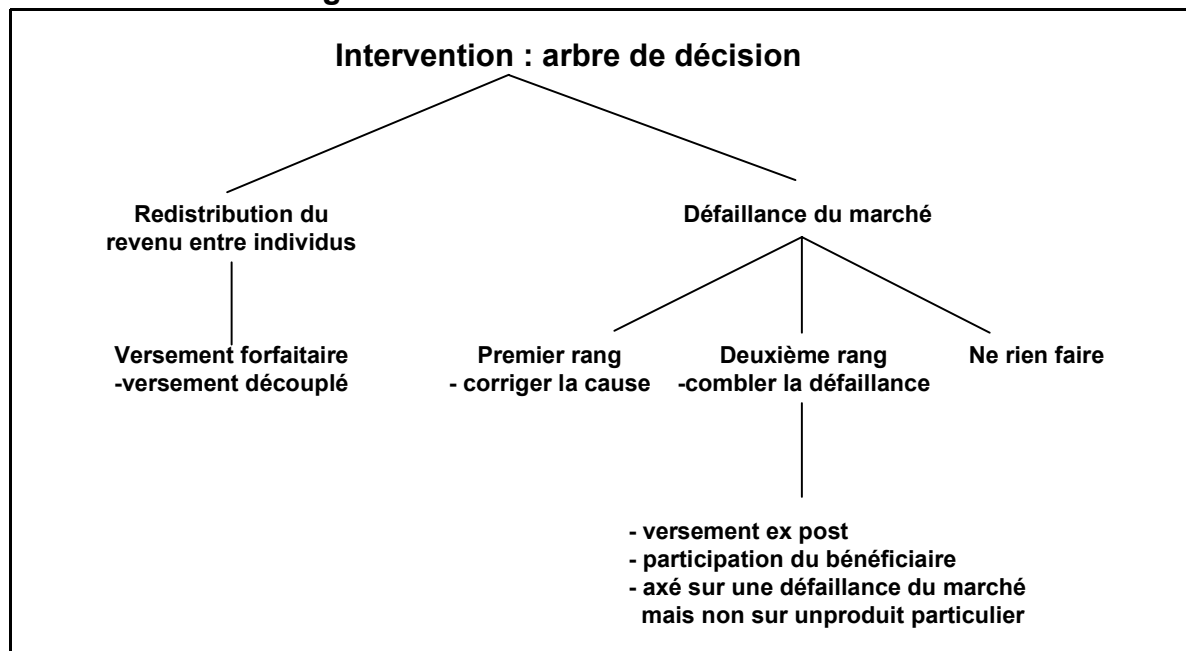 Intervention : arbre de décision
Redistribution du
revenu entre individus
Défaillance du marché
Versement forfaitaire
-versement découplé
Premier rang
- corriger la cause
Deuxième rang
-combler la défaillance
Ne rien faire
- versement ex post
- participation du bénéficiaire
- axé sur une défaillance du marché
mais non sur unproduit particulier